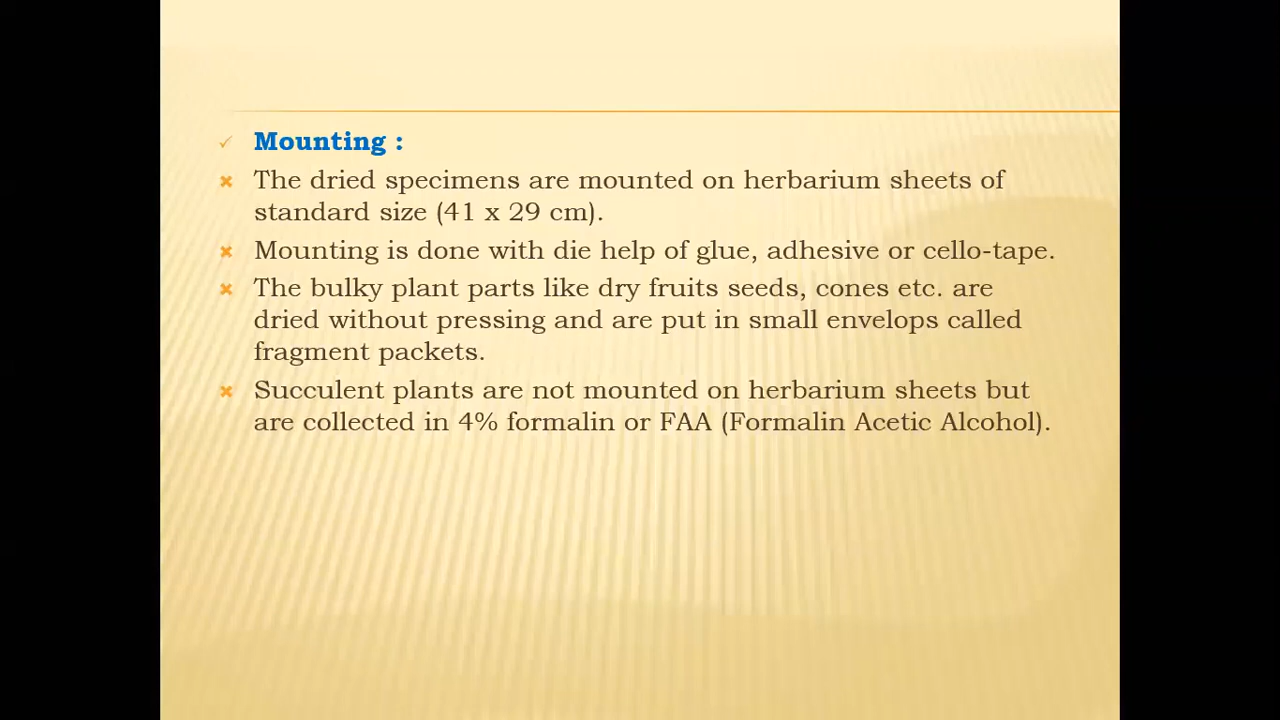 Mounting :
The dried specimens are mounted on herbarium sheets of
standard size (41 x 29 cm).
Mounting is done with die help of glue, adhesive or cello-tape.
The bulky plant parts like dry fruits seeds, cones etc. are
dried without pressing and are put in small envelops called
fragment packets.
Succulent plants are not mounted on herbarium sheets but
are collected in 4% formalin or FAA (Formalin Acetic Alcohol).